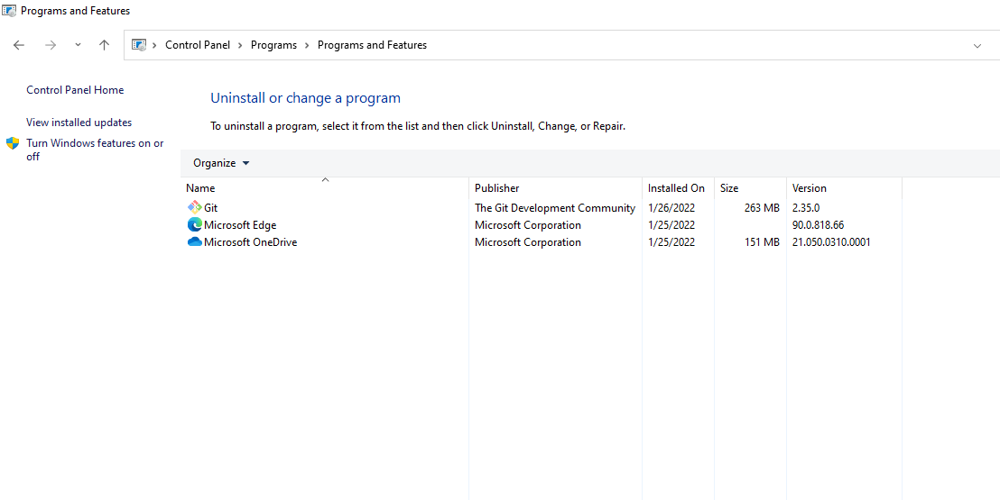 Programs and Features
Control Panel > Programs > Programs and Features
Control Panel Home
View installed updates
Turn Windows features on or
off
Uninstall or change a program
To uninstall a program, select it from the list and then click Uninstall, Change, or Repair.
Organize
Name Publisher Installed On Size Version
Git The Git Development Community 1/26/2022 263 MB 2.35.0
Microsoft Edge Microsoft Corporation 1/25/2022 90.0.818.66
Microsoft OneDrive Microsoft Corporation 1/25/2022 151 MB 21.050.0310.0001